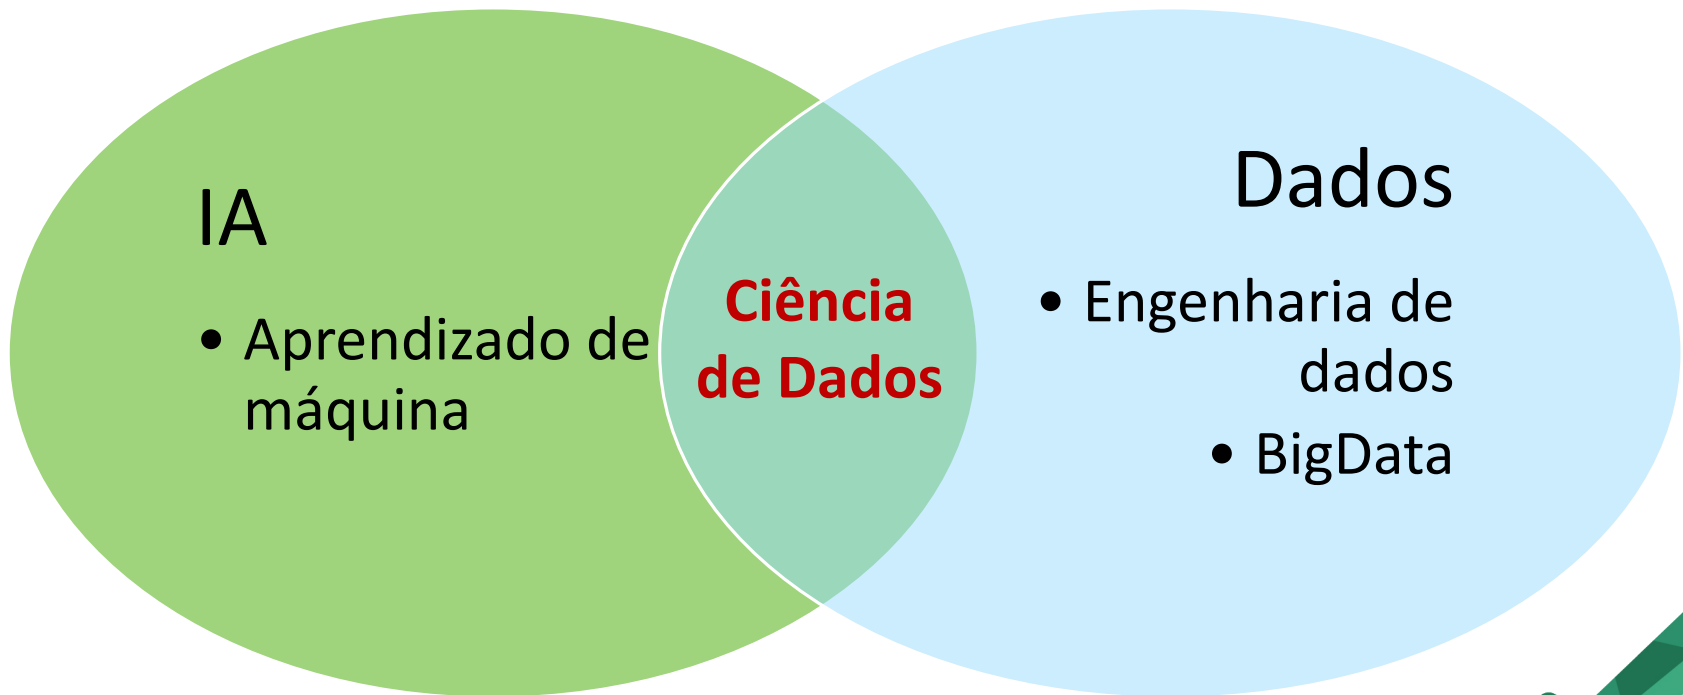 IA
• Aprendizado de
máquina
Ciência
de Dados
Dados
• Engenharia de
dados
• BigData